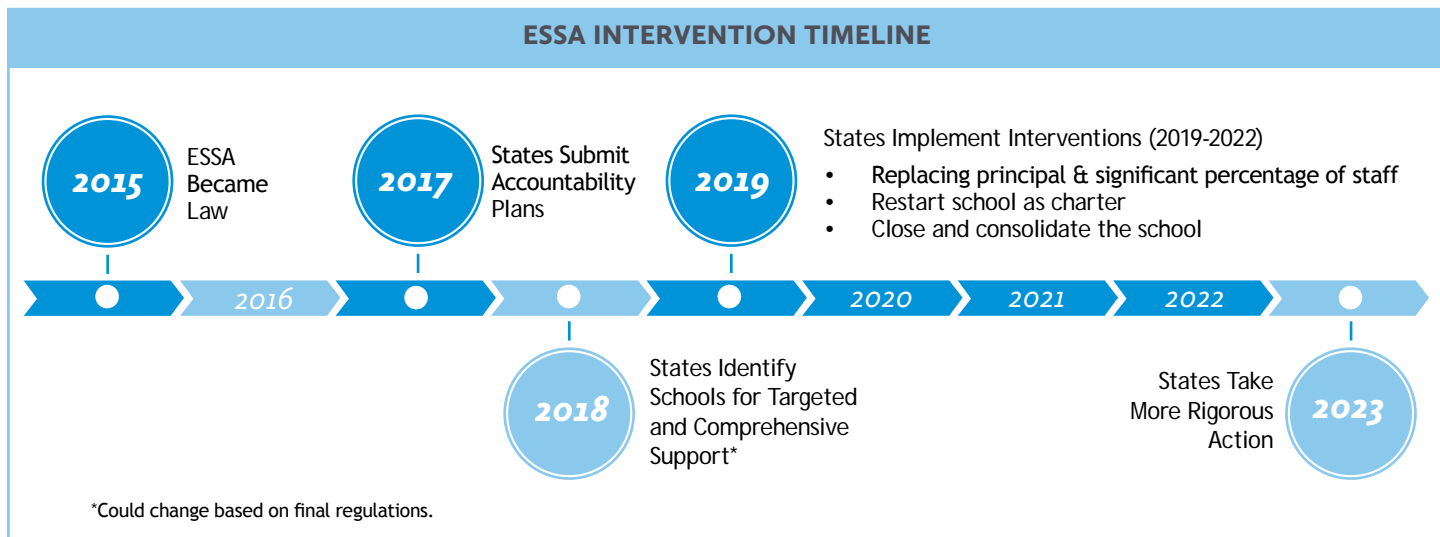 ESSA INTERVENTION TIMELINE
2015
ESSA
Became
Law
2017
States Submit
Accountability
Plans
2019
States Implement Interventions (2019-2022)
• Replacing principal & significant percentage of staff
• Restart school as charter
• Close and consolidate the school
2016
2020
2021
2022
2018
States Identify
Schools for Targeted
and Comprehensive
Support*
States Take
More Rigorous
Action
2023
*Could change based on final regulations.